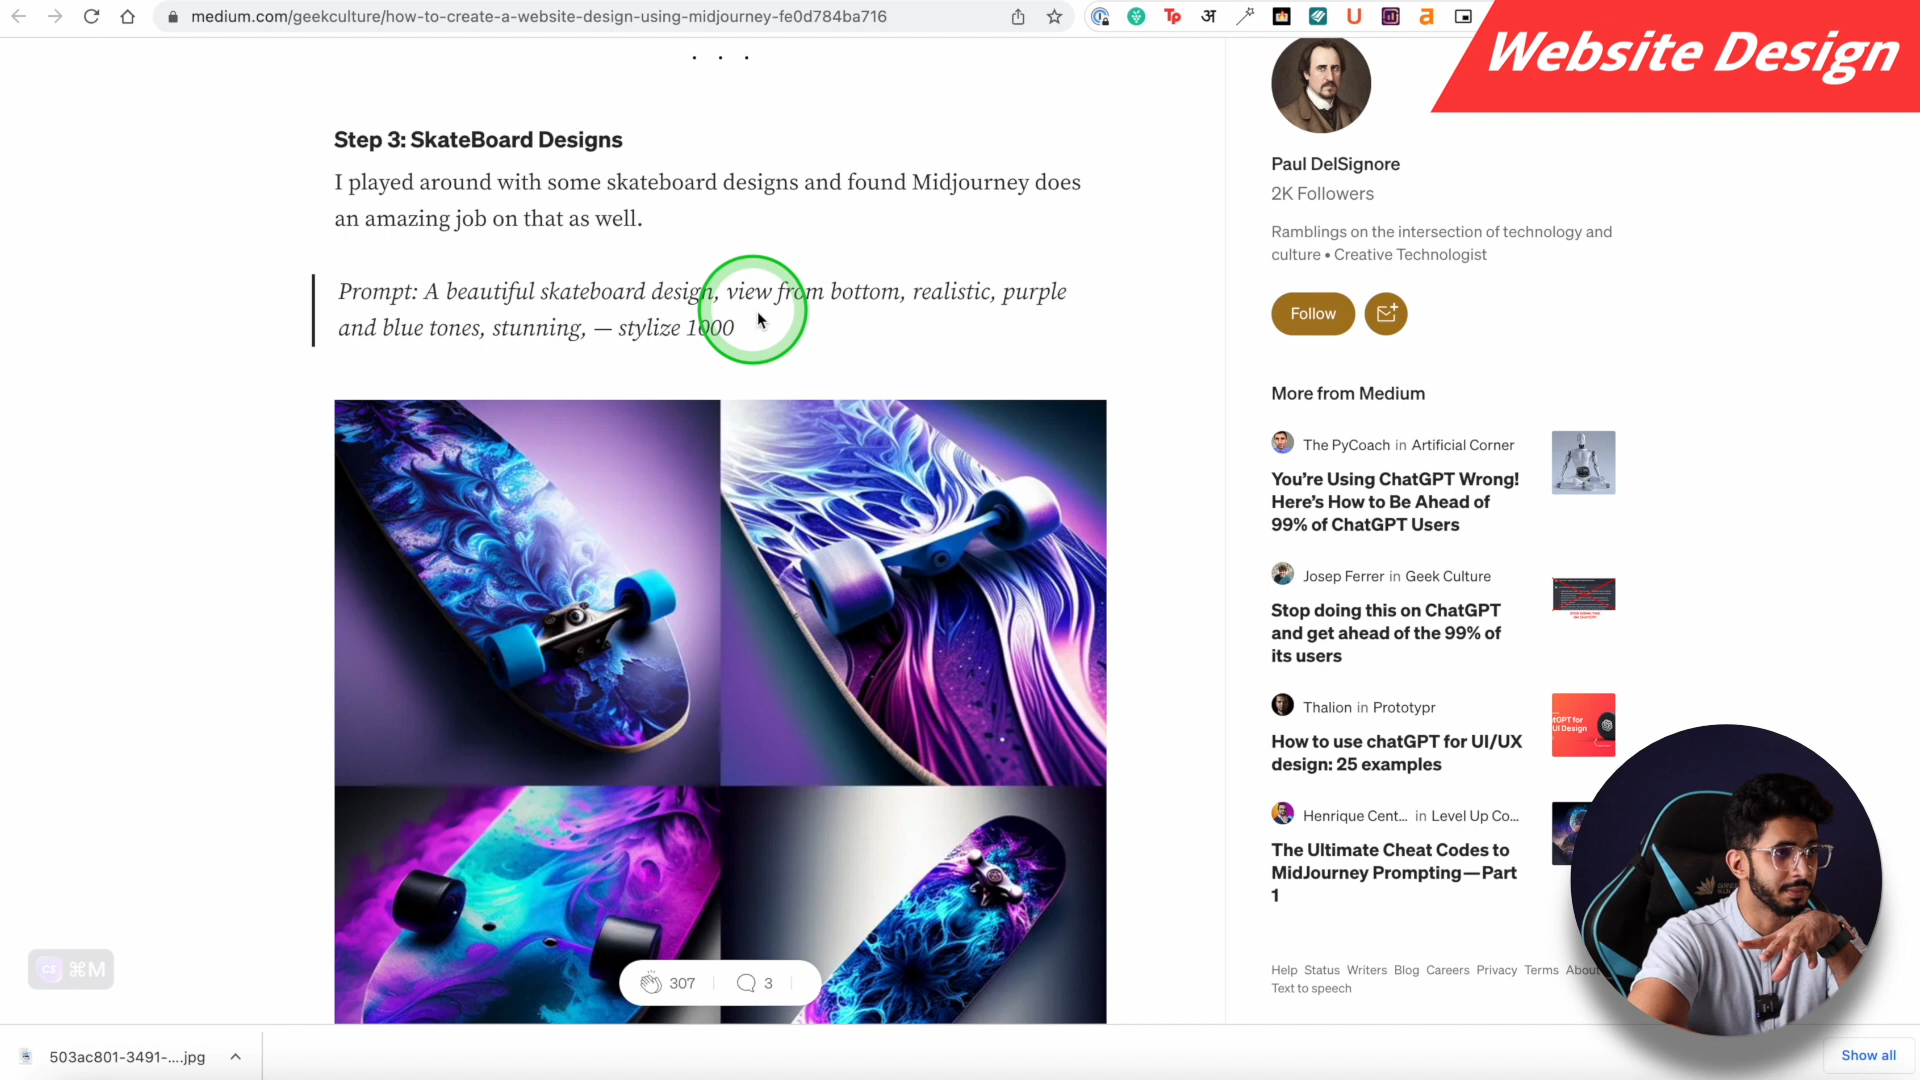 medium.com/geekculture/how-to-create-a-website-design-using-midjourney-fe0d784ba716
Tp
अ
U
a
Website Design
. . .
Step 3: SkateBoard Designs
I played around with some skateboard designs and found Midjourney does
an amazing job on that as well.
Prompt: A beautiful skateboard design, view from bottom, realistic, purple
and blue tones, stunning, — stylize 1000
307
3
CS ⌘M
Paul DelSignore
2K Followers
Ramblings on the intersection of technology and
culture • Creative Technologist
Follow
More from Medium
The PyCoach in Artificial Corner
You're Using ChatGPT Wrong!
Here's How to Be Ahead of
99% of ChatGPT Users
Josep Ferrer in Geek Culture
Stop doing this on ChatGPT
and get ahead of the 99% of
its users
Thalion in Prototypr
How to use chatGPT for UI/UX
design: 25 examples
Henrique Cent... in Level Up Co...
The Ultimate Cheat Codes to
MidJourney Prompting—Part
1
Help Status Writers Blog Careers Privacy Terms About
Text to speech
503ac801-3491-....jpg
Show all